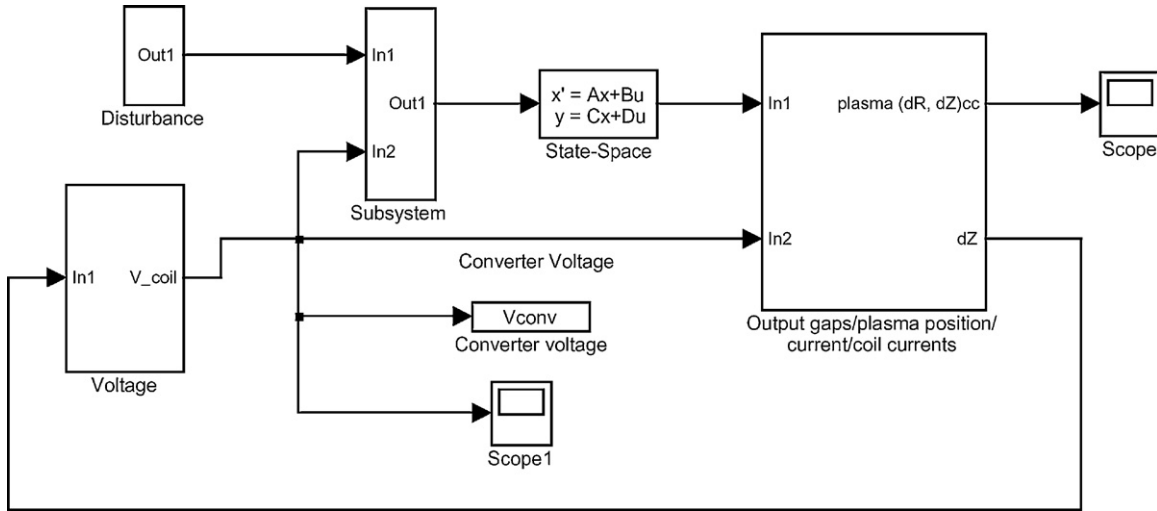 Out1
Disturbance
In1
Out1
In2
Subsystem
x' = Ax+Bu
y = Cx+Du
State-Space
In1
plasma (dR, dZ)cc
In2
dZ
Output gaps/plasma position/
current/coil currents
Scope
In1
V_coil
Voltage
Converter Voltage
Vconv
Converter voltage
Scope1